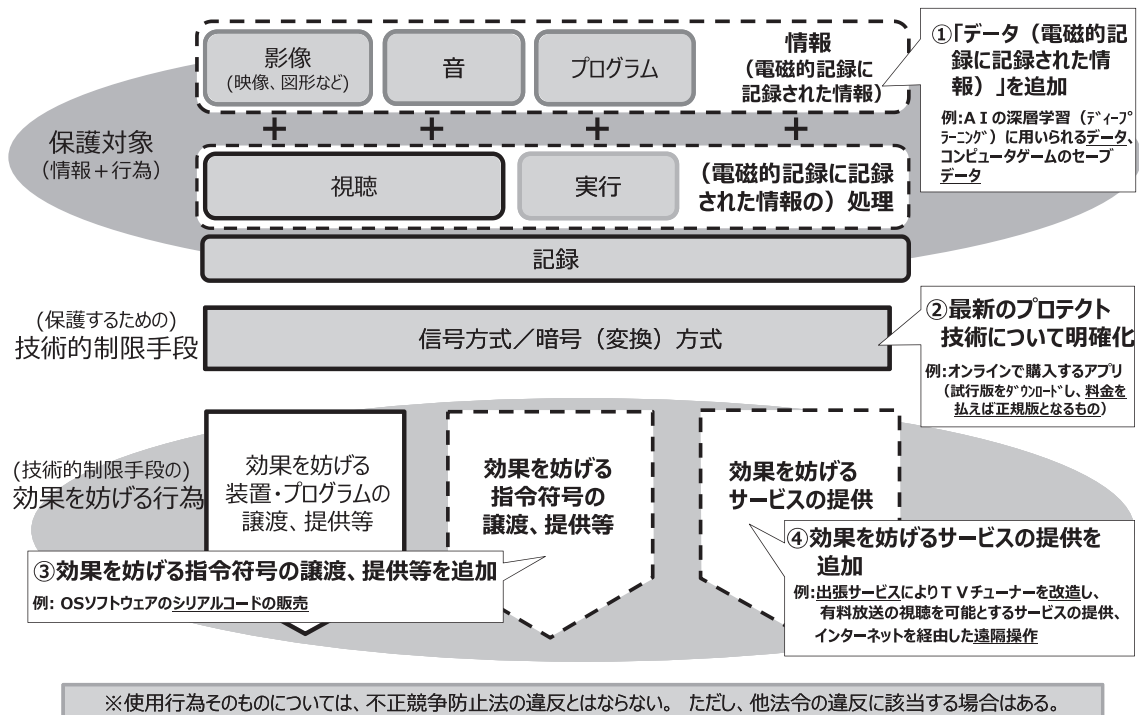 影像
(映像、図形など)
音
プログラム
情報
(電磁的記録に
記録された情報)
①「データ（電磁的記
録に記録された情
報）」を追加
例:ＡＩの深層学習（ﾃﾞｨｰﾌﾟ
ﾗｰﾆﾝｸﾞ）に用いられるデータ、
コンピュータゲームのセーブ
データ
保護対象
(情報＋行為)
＋
＋
＋
＋
視聴
実行
（電磁的記録に記録
された情報の）処理
記録
(保護するための)
技術的制限手段
信号方式／暗号（変換）方式
②最新のプロテクト
技術について明確化
例:オンラインで購入するアプリ
（試行版をﾀﾞｳﾝﾛｰﾄﾞし、料金を
払えば正規版となるもの）
(技術的制限手段の)
効果を妨げる行為
効果を妨げる
装置・プログラムの
譲渡、提供等
効果を妨げる
指令符号の
譲渡、提供等
効果を妨げる
サービスの提供
③効果を妨げる指令符号の譲渡、提供等を追加
例: OSソフトウェアのシリアルコードの販売
④効果を妨げるサービスの提供を
追加
例:出張サービスによりＴＶチューナーを改造し、
有料放送の視聴を可能とするサービスの提供、
インターネットを経由した遠隔操作
※使用行為そのものについては、不正競争防止法の違反とはならない。 ただし、他法令の違反に該当する場合はある。